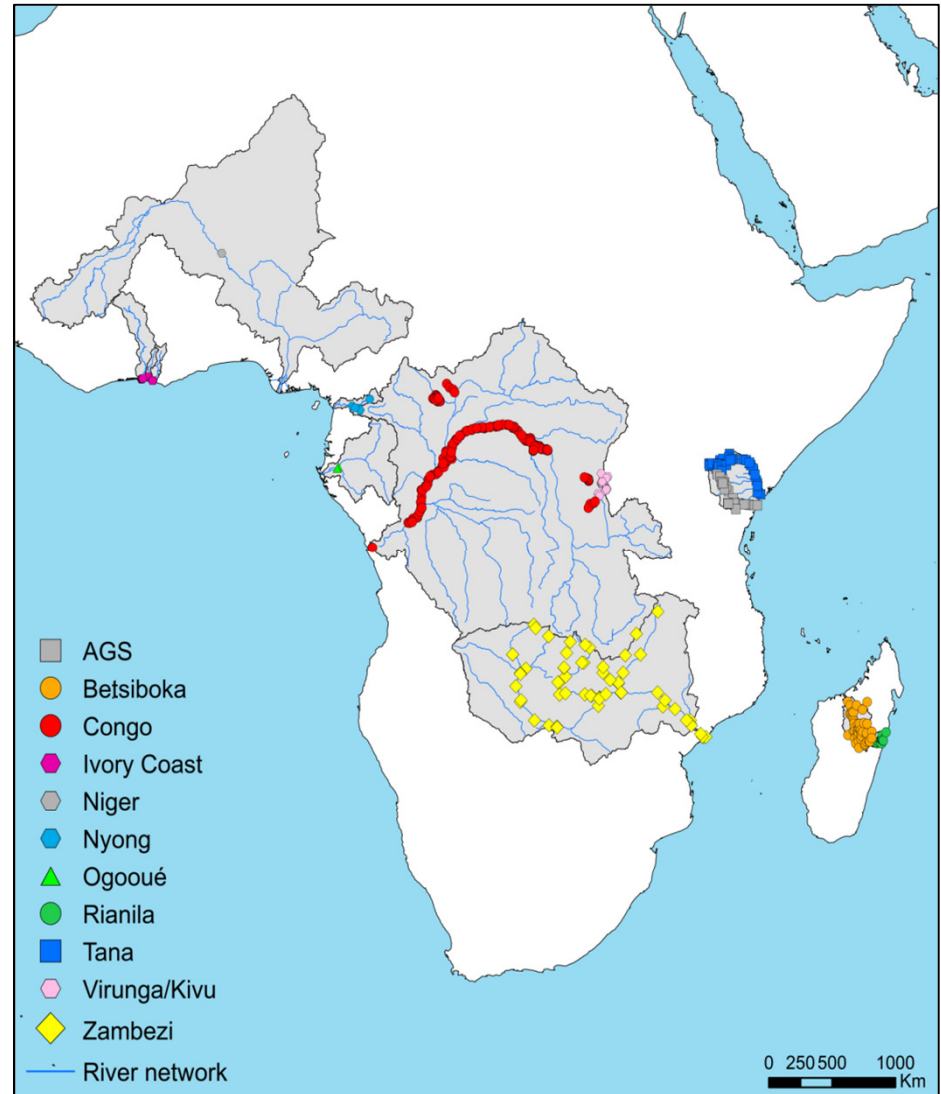 AGS
Betsiboka
Congo
Ivory Coast
Niger
Nyong
Ogooué
Rianila
Tana
Virunga/Kivu
Zambezi
River network
0 250 500 1000
Km